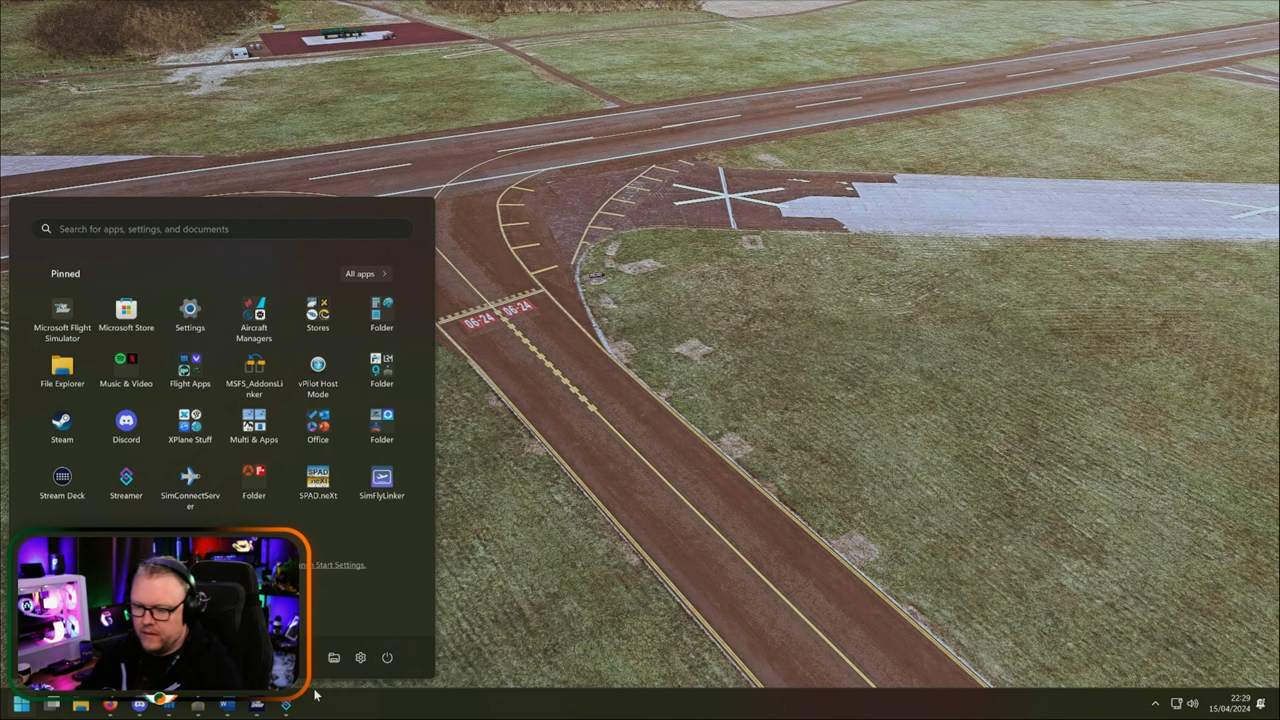 06-24 06-24
Search for apps, settings, and documents
Pinned
All apps
Microsoft Flight
Simulator
Microsoft Store
Settings
Aircraft
Managers
Stores
Folder
File Explorer
Music & Video
Flight Apps
MSFS_AddonsLi
nker
vPilot Host
Mode
Folder
Steam
Discord
XPlane Stuff
Multi & Apps
Office
Folder
Stream Deck
Streamer
SimConnectServ
er
Folder
SPAD.neXt
SimFlyLinker
Start Settings.
22:29
15/04/2024